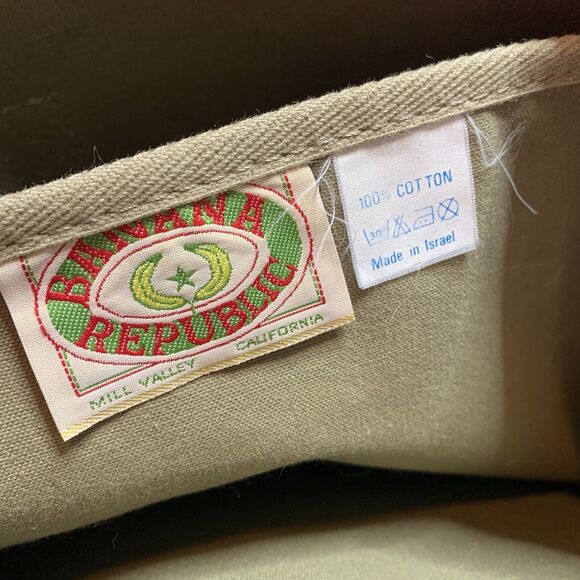 BANANA
REPUBLIC
MILL VALLEY CALIFORNIA
100% COTTON
30
Made in Israel